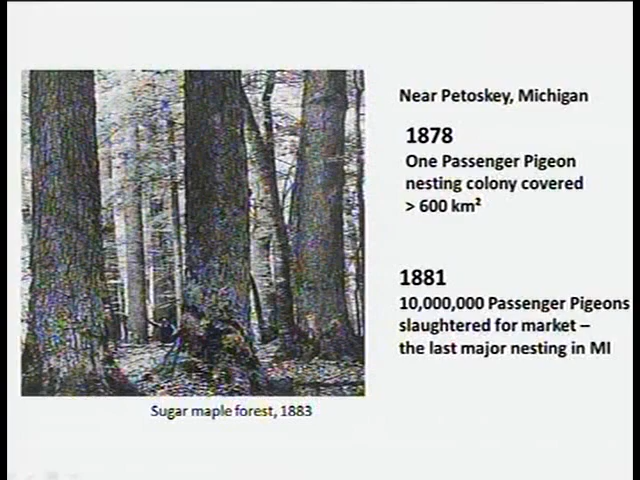 Near Petoskey, Michigan
1878
One Passenger Pigeon
nesting colony covered
> 600 km²
1881
10,000,000 Passenger Pigeons
slaughtered for market –
the last major nesting in MI
Sugar maple forest, 1883